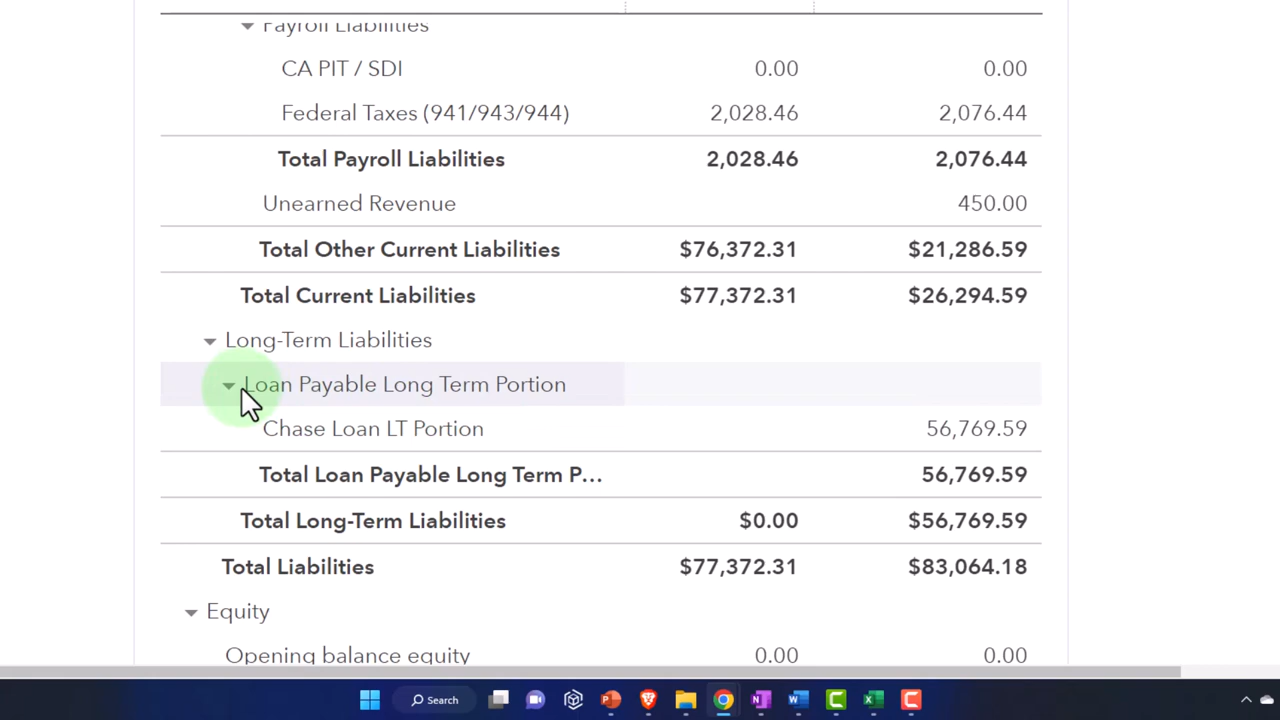 Payroll Liabilities
CA PIT / SDI 0.00 0.00
Federal Taxes (941/943/944) 2,028.46 2,076.44
Total Payroll Liabilities 2,028.46 2,076.44
Unearned Revenue 450.00
Total Other Current Liabilities $76,372.31 $21,286.59
Total Current Liabilities $77,372.31 $26,294.59
Long-Term Liabilities
Loan Payable Long Term Portion
Chase Loan LT Portion 56,769.59
Total Loan Payable Long Term P... 56,769.59
Total Long-Term Liabilities $0.00 $56,769.59
Total Liabilities $77,372.31 $83,064.18
Equity
Opening balance equity 0.00 0.00
Search